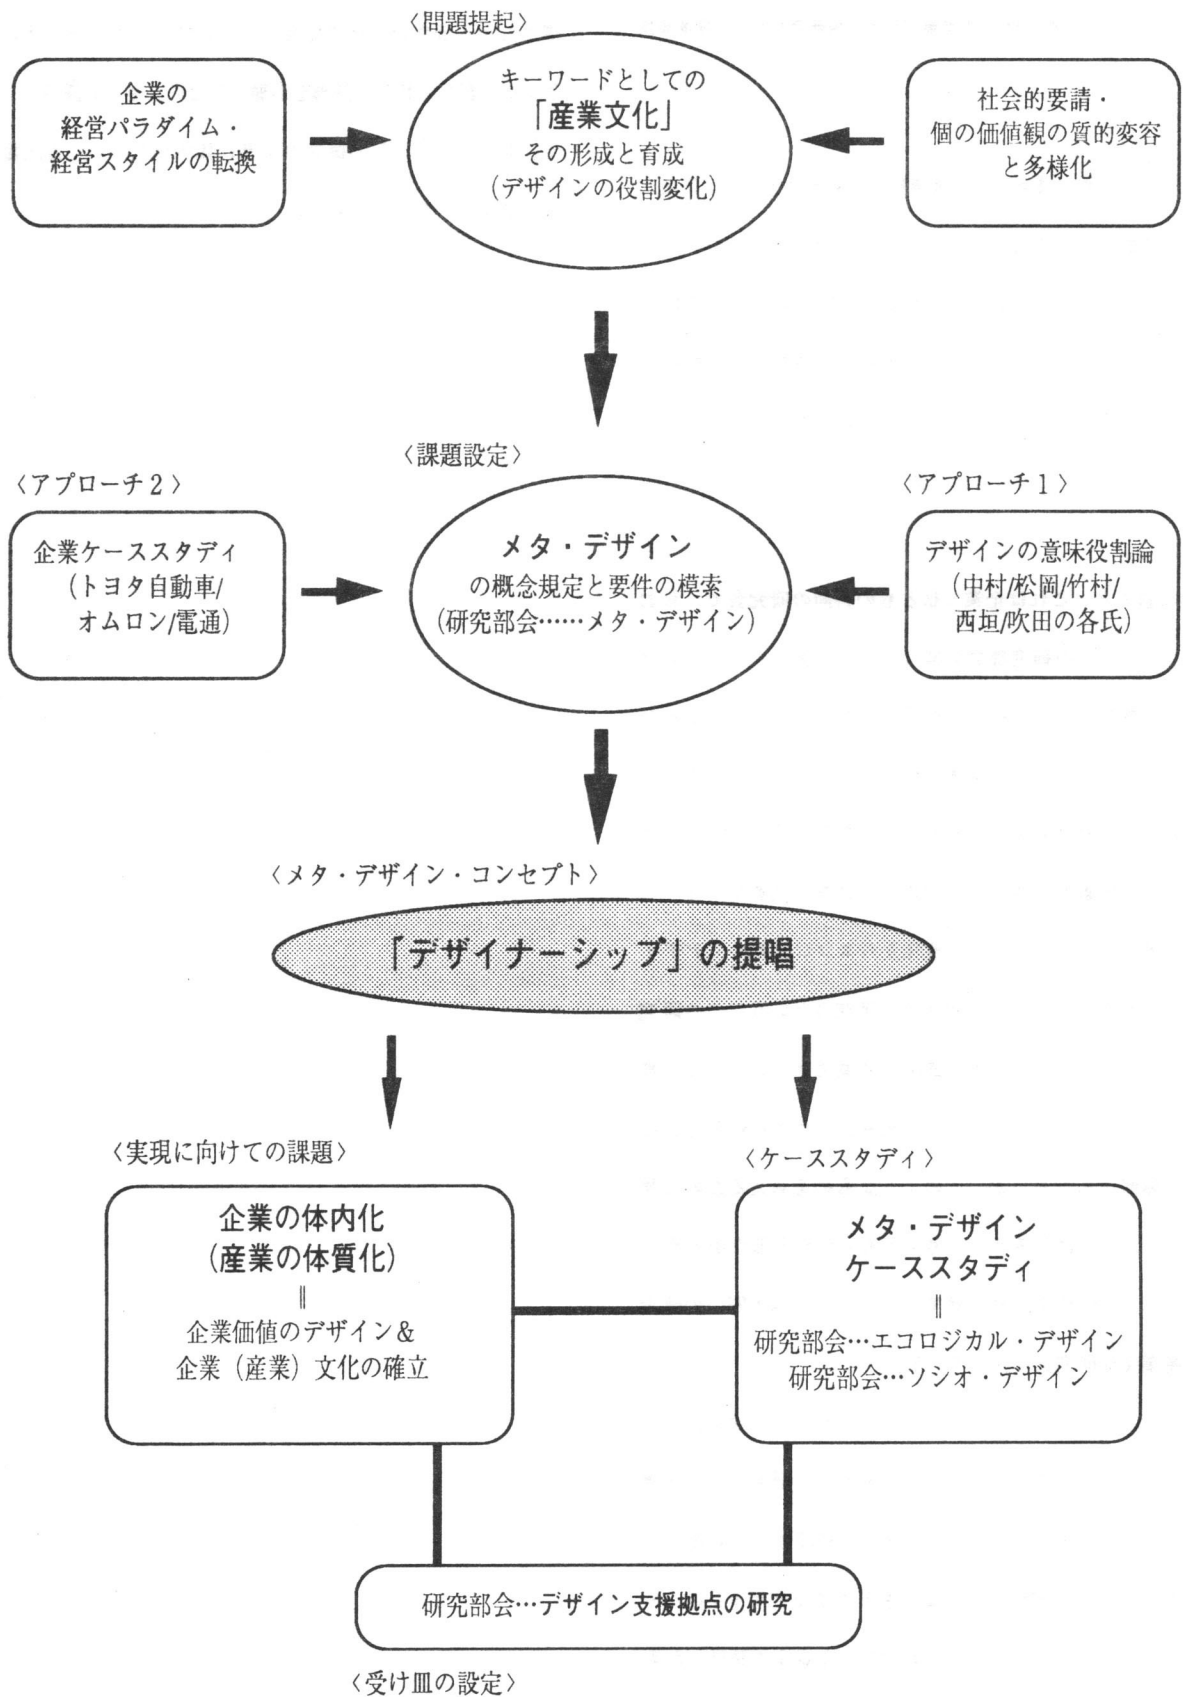 〈問題提起〉
企業の
経営パラダイム・
経営スタイルの転換
キーワードとしての
「産業文化」
その形成と育成
(デザインの役割変化)
社会的要請・
個の価値観の質的変容
と多様化
〈課題設定〉
〈アプローチ2〉
企業ケーススタディ
(トヨタ自動車/
オムロン/電通)
メタ・デザイン
の概念規定と要件の模索
(研究部会……メタ・デザイン)
〈アプローチ1〉
デザインの意味役割論
(中村/松岡/竹村/
西垣/吹田の各氏)
〈メタ・デザイン・コンセプト〉
「デザイナーシップ」の提唱
〈実現に向けての課題〉
企業の体内化
(産業の体質化)
‖
企業価値のデザイン&
企業(産業)文化の確立
〈ケーススタディ〉
メタ・デザイン
ケーススタディ
‖
研究部会…エコロジカル・デザイン
研究部会…ソシオ・デザイン
研究部会…デザイン支援拠点の研究
〈受け皿の設定〉